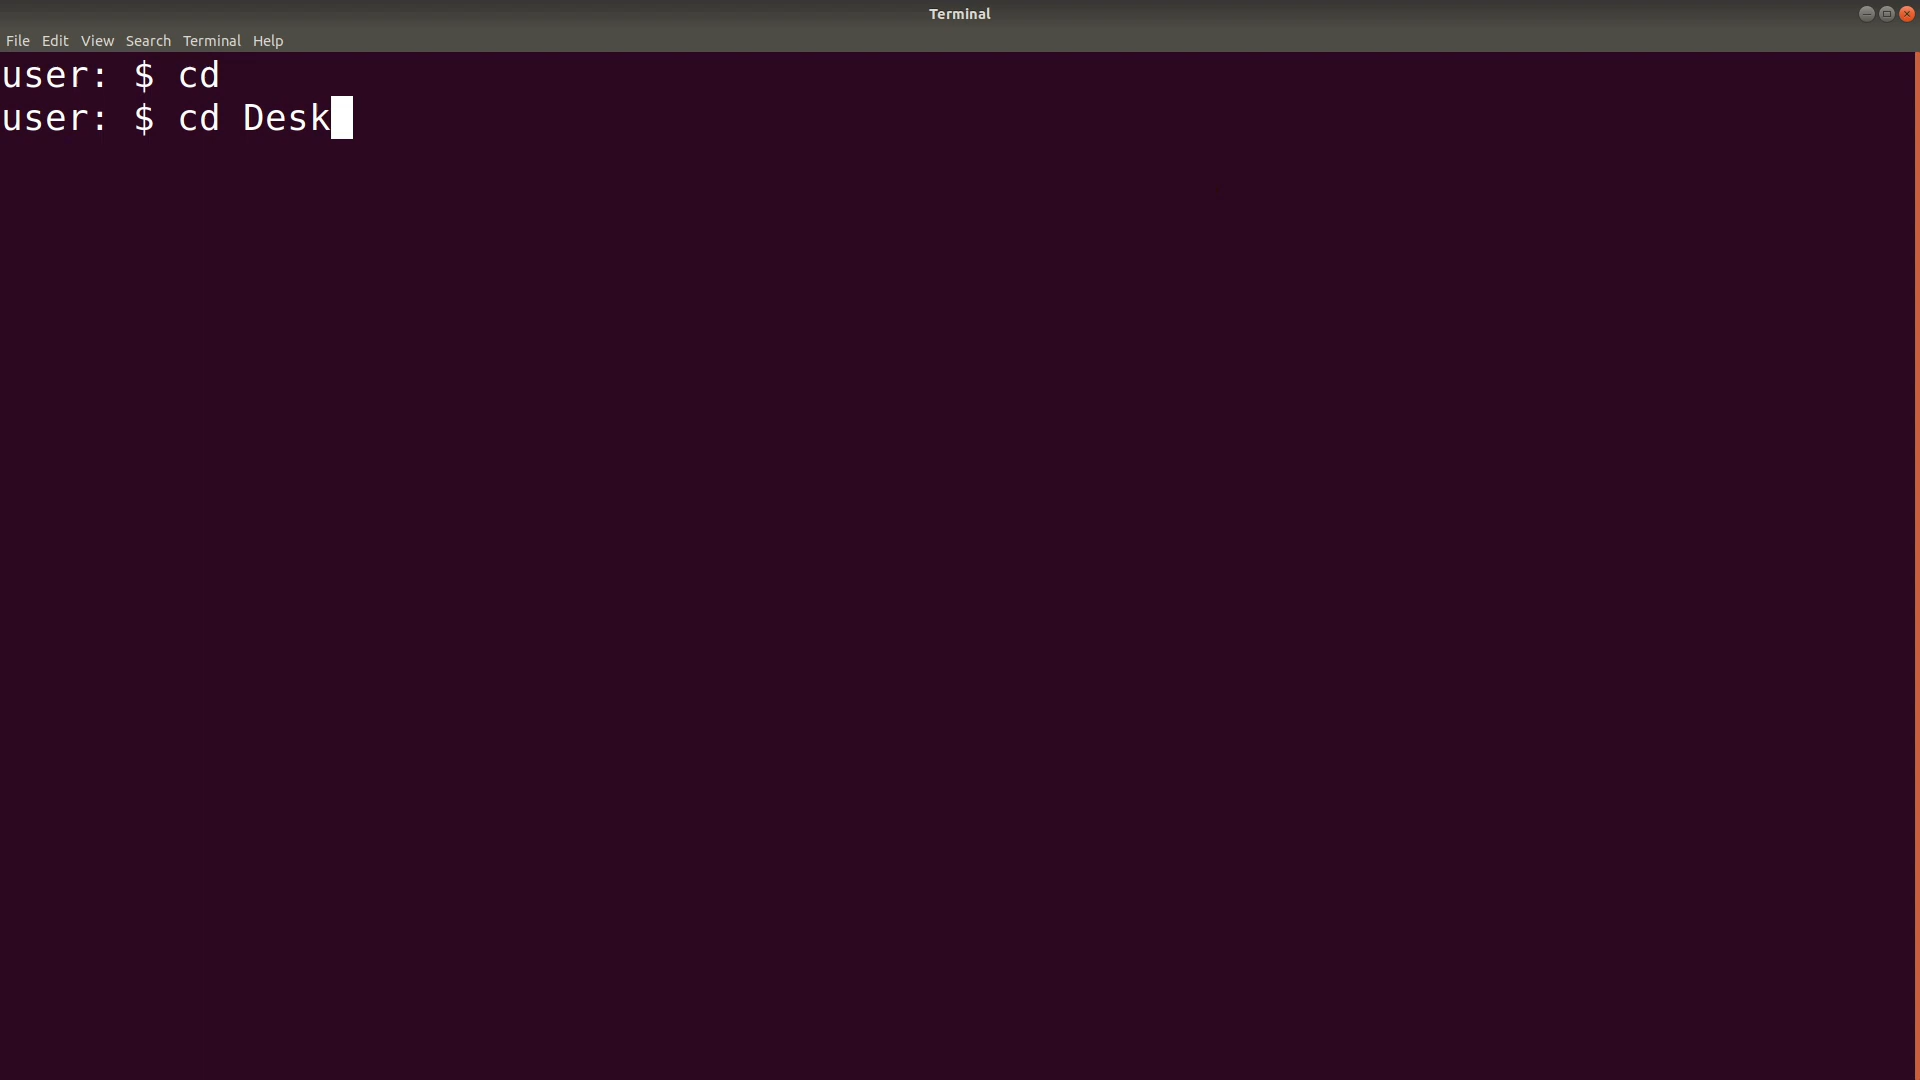 Terminal
File Edit View Search Terminal Help
user: $ cd
user: $ cd Desk